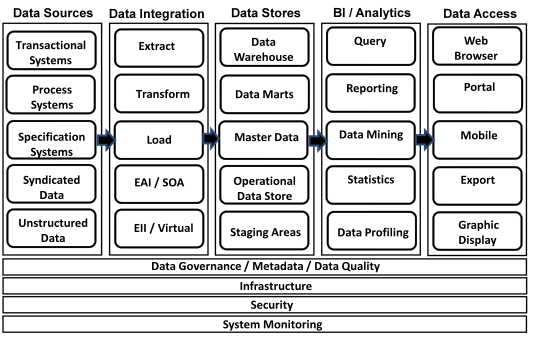 Data Sources
Transactional
Systems
Process
Systems
Specification
Systems
Syndicated
Data
Unstructured
Data
Data Integration
Extract
Transform
Load
EAI / SOA
EII / Virtual
Data Stores
Data
Warehouse
Data Marts
Master Data
Operational
Data Store
Staging Areas
BI / Analytics
Query
Reporting
Data Mining
Statistics
Data Profiling
Data Access
Web
Browser
Portal
Mobile
Export
Graphic
Display
Data Governance / Metadata / Data Quality
Infrastructure
Security
System Monitoring